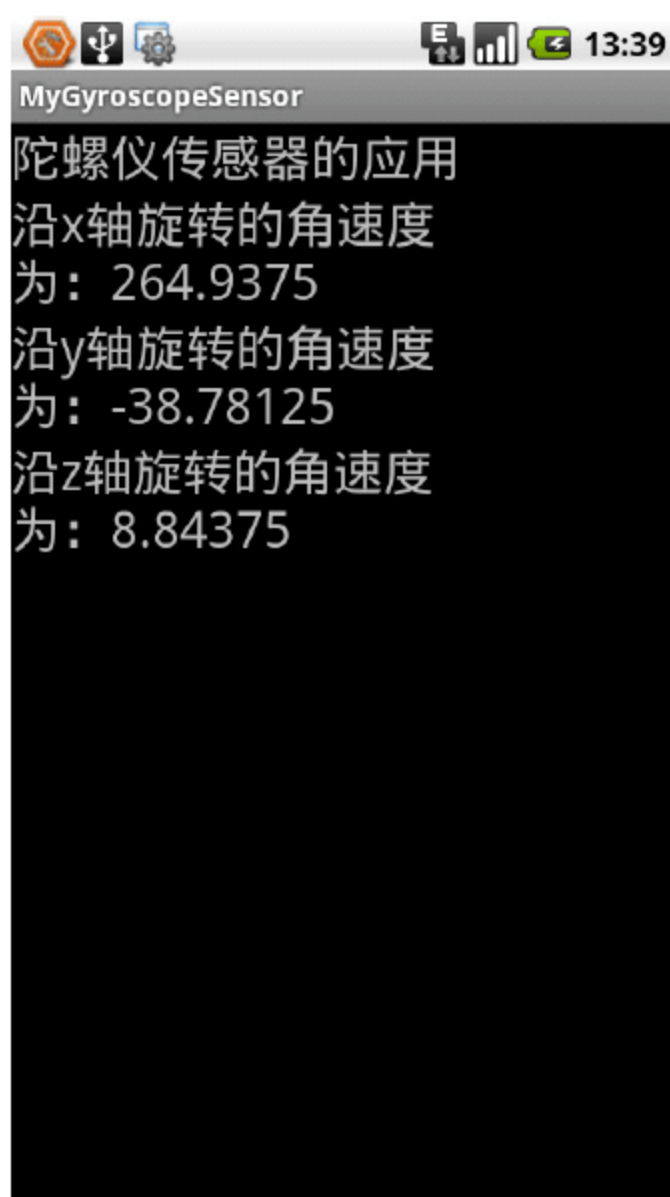 E
13:39
MyGyroscopeSensor
陀螺仪传感器的应用
沿x轴旋转的角速度
为: 264.9375
沿y轴旋转的角速度
为: -38.78125
沿z轴旋转的角速度
为: 8.84375